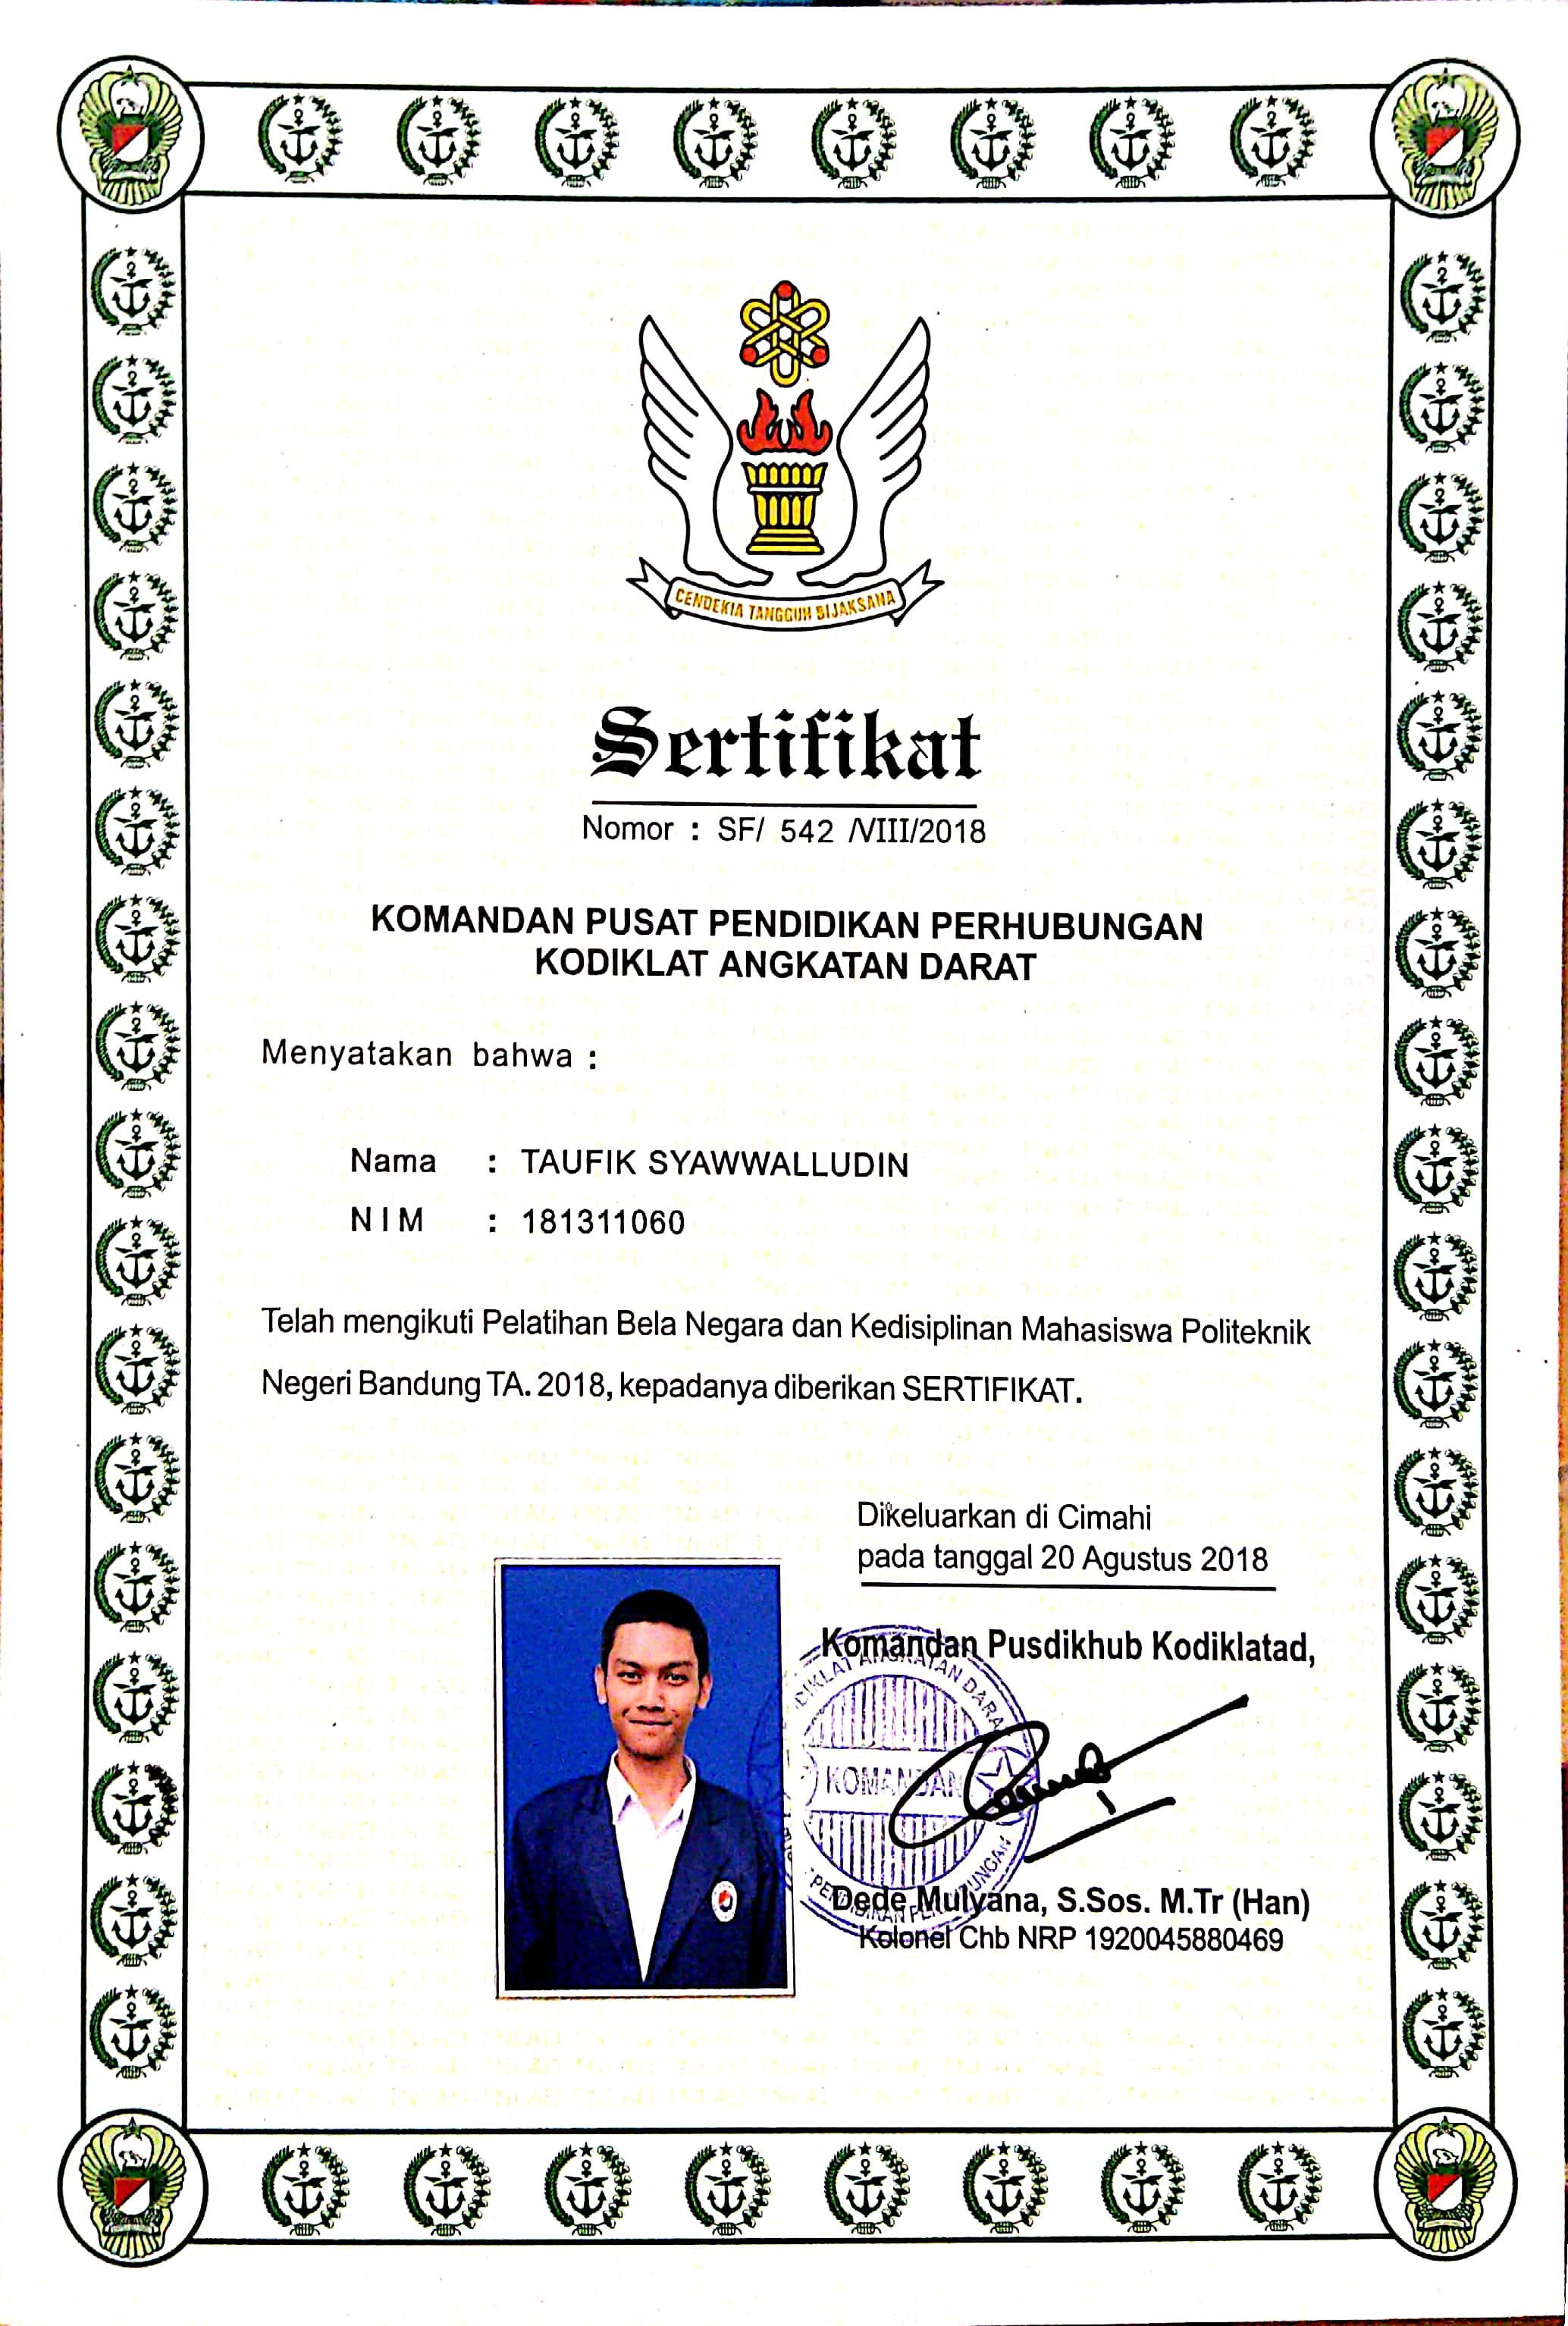 CENDEKIA TANGGUH BIJAKSANA
Sertifikat
Nomor : SF/ 542 /VIII/2018
KOMANDAN PUSAT PENDIDIKAN PERHUBUNGAN
KODIKLAT ANGKATAN DARAT
Menyatakan bahwa :
Nama : TAUFIK SYAWWALLUDIN
N I M : 181311060
Telah mengikuti Pelatihan Bela Negara dan Kedisiplinan Mahasiswa Politeknik
Negeri Bandung TA. 2018, kepadanya diberikan SERTIFIKAT.
Dikeluarkan di Cimahi
pada tanggal 20 Agustus 2018
Komandan Pusdikhub Kodiklatad,
DIKLAT ANGKATAN DARAT
KOMANDAN
PENDIDIKAN PERHUBUNGAN
Dede Mulyana, S.Sos. M.Tr (Han)
Kolonel Chb NRP 1920045880469